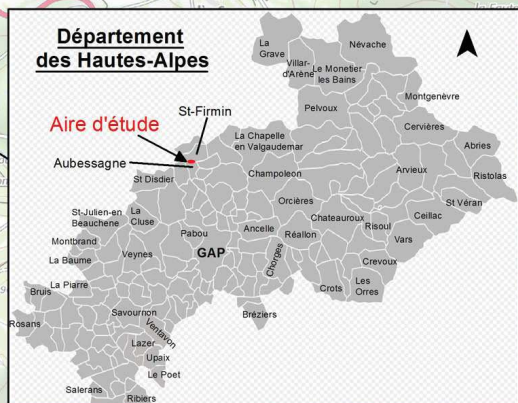 Département
des Hautes-Alpes
La
Grave
Villar-
d'Arène
Névache
Le Monetier
les Bains
Montgenèvre
Pelvoux
St-Firmin
Aire d'étude
La Chapelle
en Valgaudemar
Cervières
Abries
Aubessagne
St Disdier
Champoleon
Arvieux
Ristolas
St Véran
Ceillac
Orcières
St-Julien-en
Beauchene
La
Cluse
Chateauroux
Risoul
Vars
Montbrand
Pabou
Ancelle
Réallon
Veynes
GAP
Chorges
Crevoux
La Baume
La Piarre
Bruis
Crots
Les
Orres
Rosans
Savournon
Ventavon
Bréziers
Lazer
Upaix
Le Poet
Salerans
Ribiers